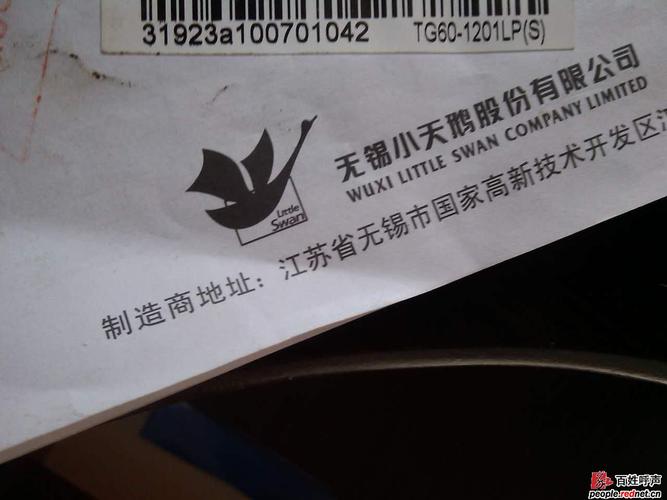 31923a100701042 TG60-1201LP(S)
无锡小天鹅股份有限公司
WUXI LITTLE SWAN COMPANY LIMITED
Little
Swan
制造商地址：江苏省无锡市国家高新技术开发区
百姓呼声
people.rednet.cn